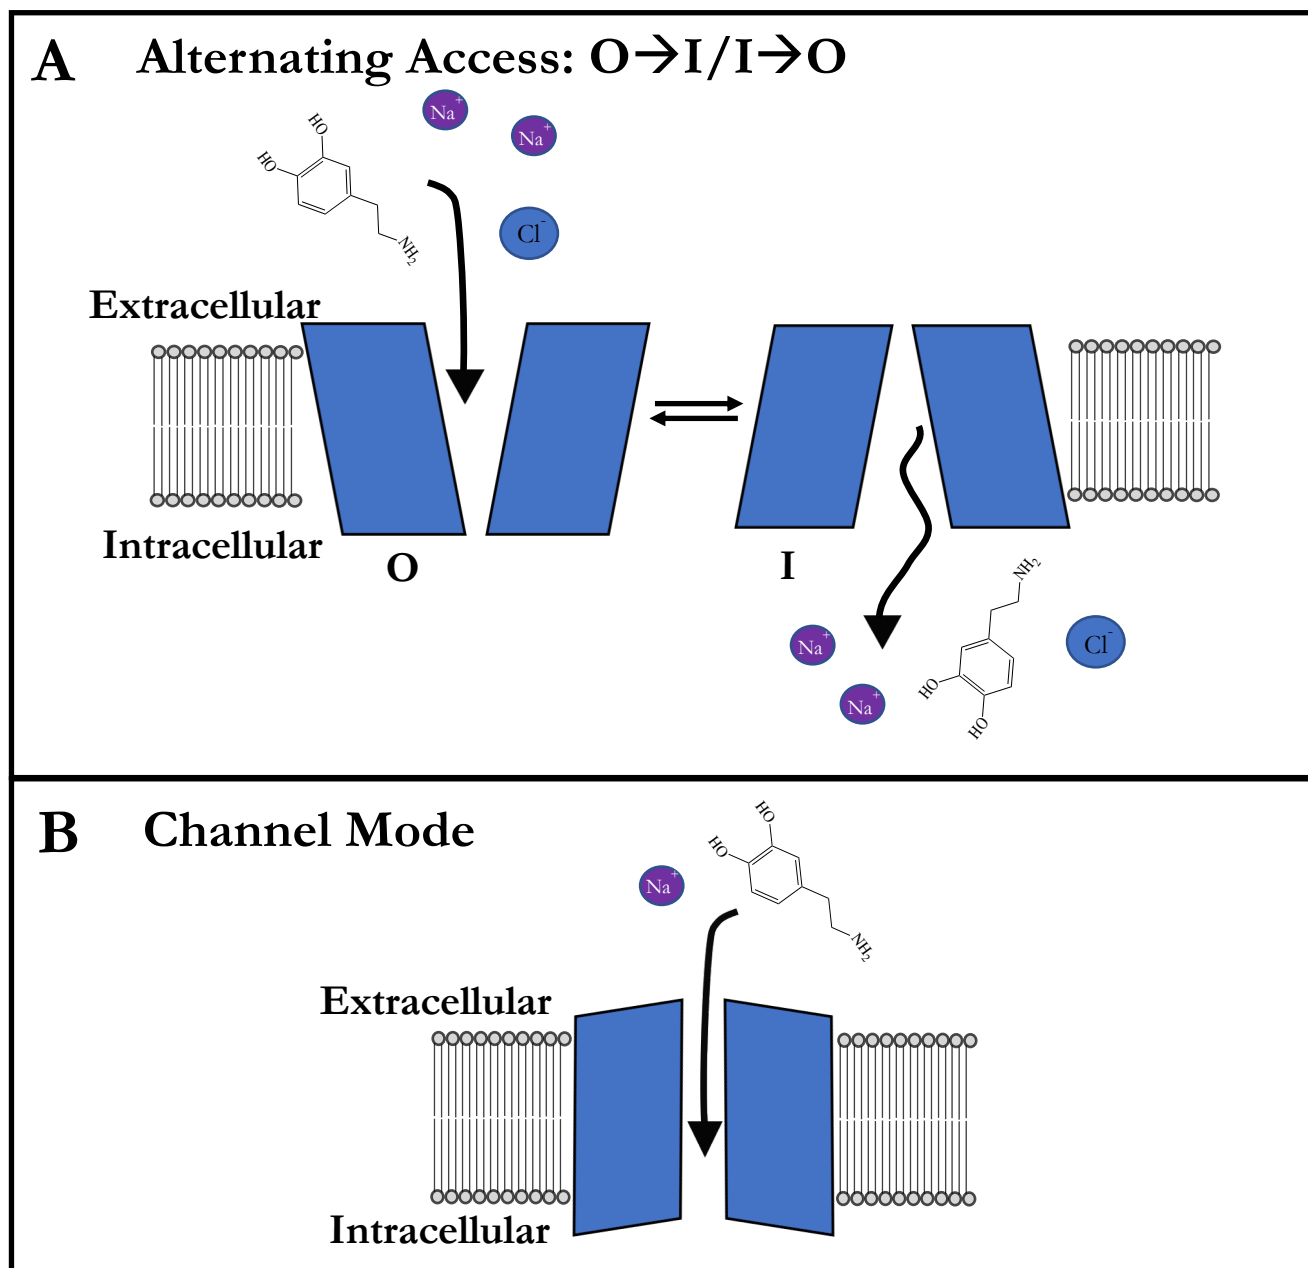 A Alternating Access: O→I/I→O
Na+
Na+
HO
HO
NH2
Cl-
Extracellular
Intracellular
O
I
NH2
Na+
Cl-
HO
Na+
HO
B Channel Mode
HO
HO
Na+
NH2
Extracellular
Intracellular